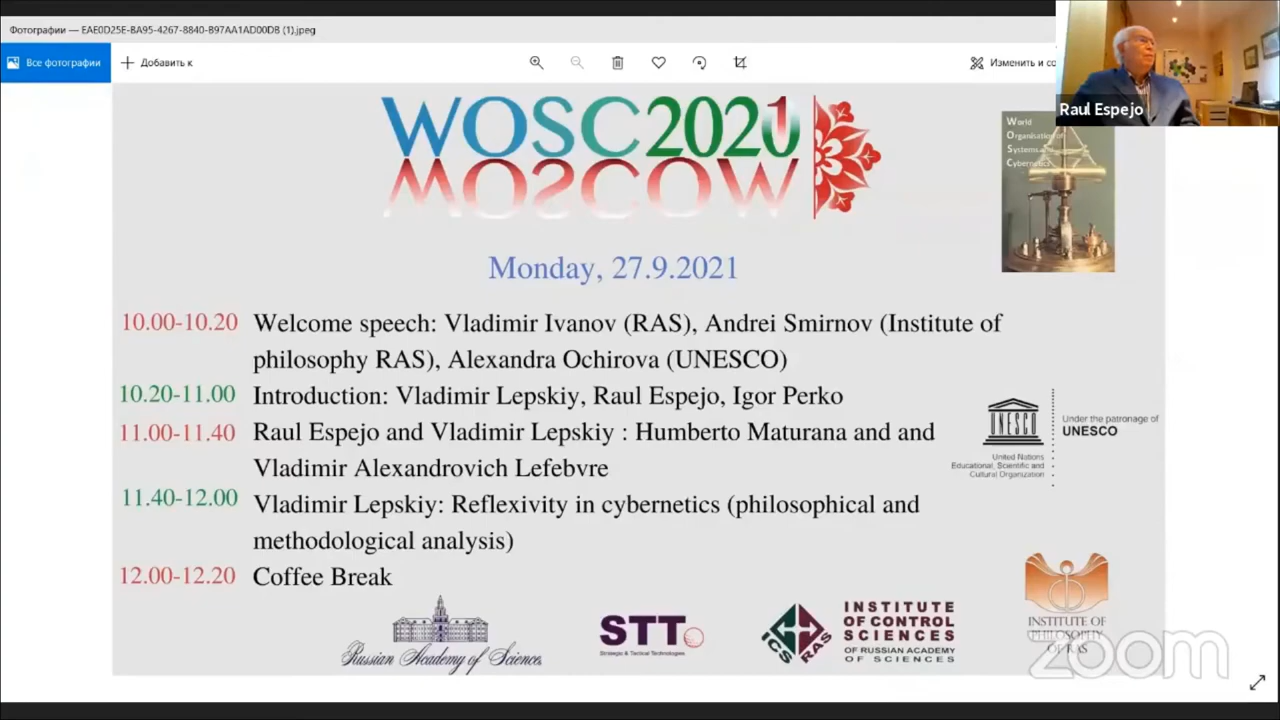 Фотографии — EAE0D25E-BA95-4267-8840-B97AA1AD00DB (1).jpeg
Все фотографии
Добавить к
Изменить и со
Raul Espejo
WOSC2021
MOSCOW
World
Organisation of
Systems and
Cybernetics
Monday, 27.9.2021
10.00-10.20 Welcome speech: Vladimir Ivanov (RAS), Andrei Smirnov (Institute of
philosophy RAS), Alexandra Ochirova (UNESCO)
10.20-11.00 Introduction: Vladimir Lepskiy, Raul Espejo, Igor Perko
11.00-11.40 Raul Espejo and Vladimir Lepskiy : Humberto Maturana and and
Vladimir Alexandrovich Lefebvre
11.40-12.00 Vladimir Lepskiy: Reflexivity in cybernetics (philosophical and
methodological analysis)
12.00-12.20 Coffee Break
UNESCO
United Nations
Educational, Scientific and
Cultural Organization
Under the patronage of
UNESCO
Russian Academy of Sciences
STT
Strategic & Tactical Technologies
ICS RAS
INSTITUTE
OF CONTROL
SCIENCES
OF RUSSIAN ACADEMY
OF SCIENCES
INSTITUTE OF
PHILOSOPHY
OF RAS
zoom